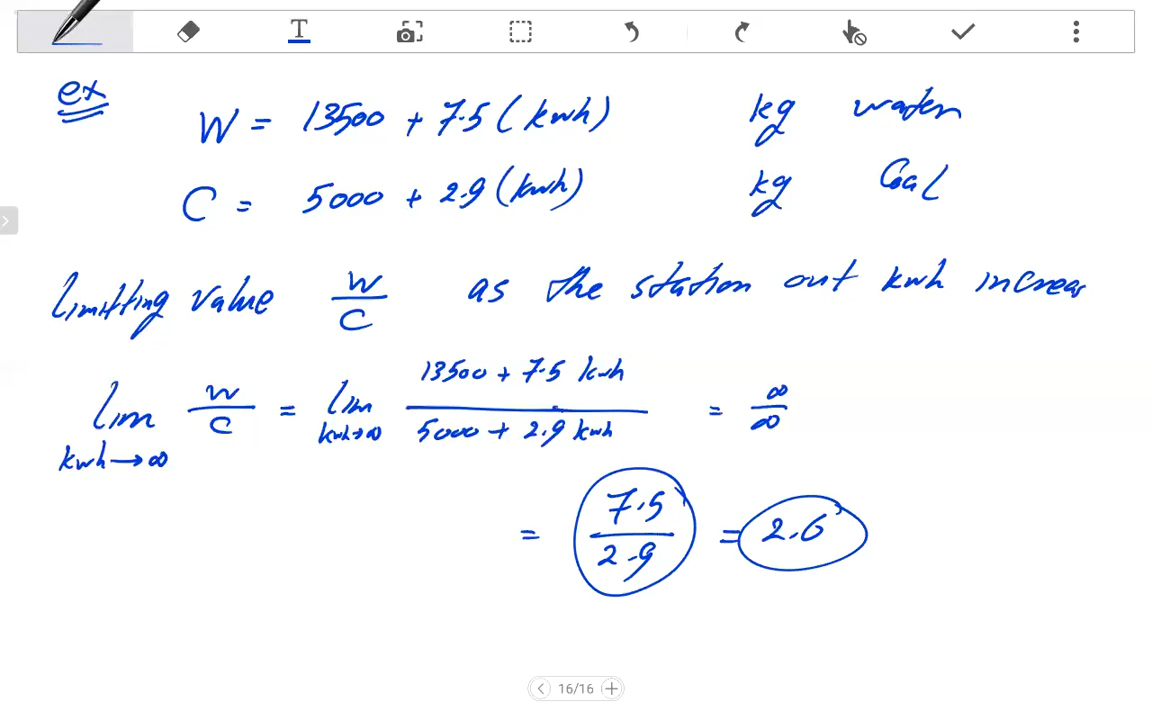 T
ex
W = 13500 + 7.5 (kwh) kg water
C = 5000 + 2.9 (kwh) kg Coal
Limitting value W/C as the station out kwh increas
lim kwh→∞ W/C = lim kwh→∞ 13500 + 7.5 kwh / 5000 + 2.9 kwh = ∞/∞
= 7.5/2.9 = 2.6
16/16